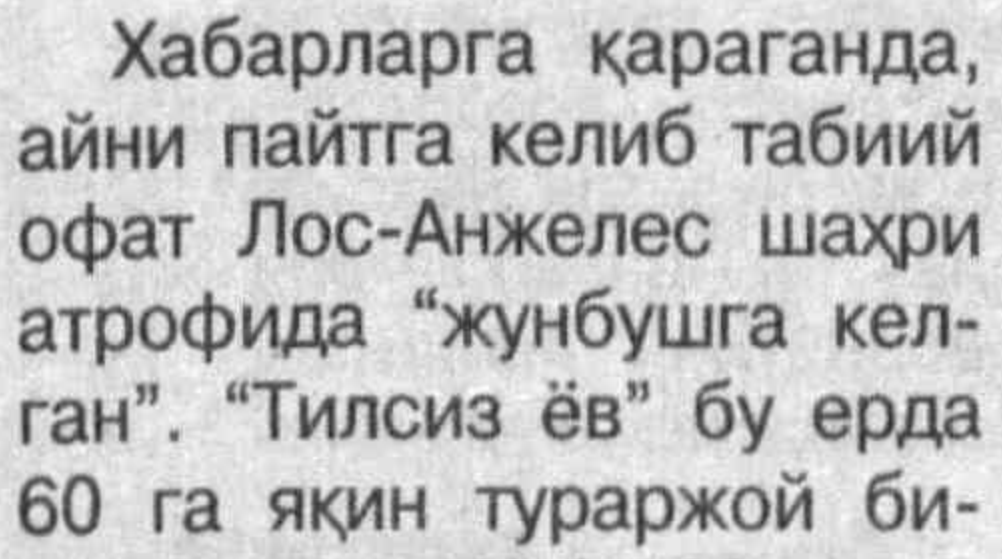 Хабарларга қараганда,
айни пайтга келиб табиий
офат Лос-Анжелес шаҳри
атрофида “жунбушга кел-
ган”. “Тилсиз ёв” бу ерда
60 га яқин тураржой би-